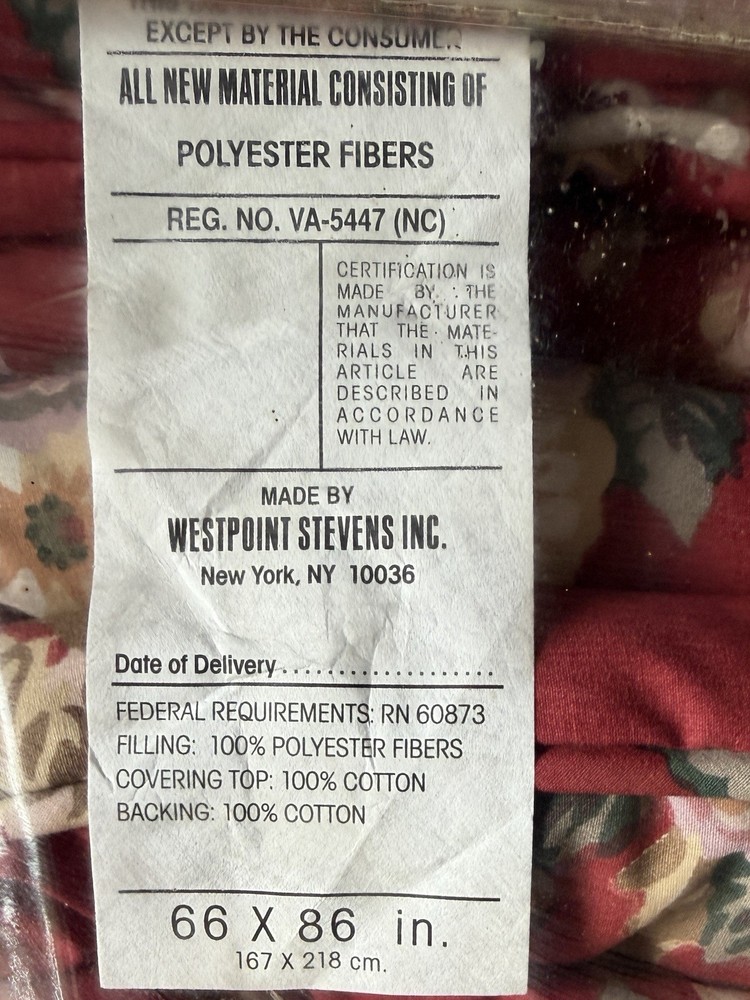 EXCEPT BY THE CONSUMER
ALL NEW MATERIAL CONSISTING OF
POLYESTER FIBERS
REG. NO. VA-5447 (NC)
CERTIFICATION IS
MADE BY THE
MANUFACTURER
THAT THE MATE-
RIALS IN THIS
ARTICLE ARE
DESCRIBED IN
ACCORDANCE
WITH LAW.
MADE BY
WESTPOINT STEVENS INC.
New York, NY 10036
Date of Delivery......................
FEDERAL REQUIREMENTS: RN 60873
FILLING: 100% POLYESTER FIBERS
COVERING TOP: 100% COTTON
BACKING: 100% COTTON
66 X 86 in.
167 X 218 cm.